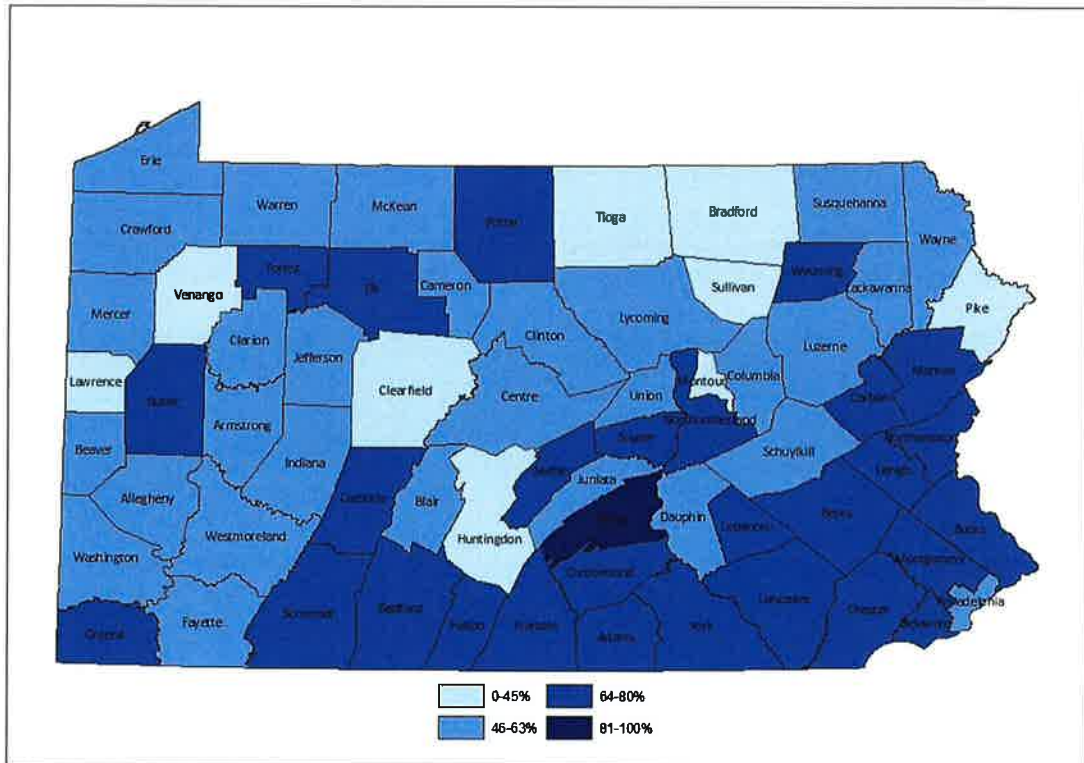 Erie
Warren
McKean
Potter
Tioga
Bradford
Susquehanna
Wayne
Crawford
Forest
Elk
Cameron
Wyoming
Lackawanna
Venango
Sullivan
Pike
Mercer
Clarion
Jefferson
Clinton
Lycoming
Luzerne
Monroe
Lawrence
Butler
Clearfield
Centre
Union
Montour
Columbia
Carbon
Armstrong
Northumberland
Northampton
Beaver
Indiana
Snyder
Schuylkill
Lehigh
Allegheny
Cambria
Blair
Mifflin
Juniata
Perry
Dauphin
Lebanon
Berks
Bucks
Westmoreland
Huntingdon
Washington
Cumberland
Montgomery
Greene
Fayette
Somerset
Bedford
Fulton
Franklin
Adams
York
Lancaster
Chester
Delaware
Philadelphia
0-45%
64-80%
46-63%
81-100%